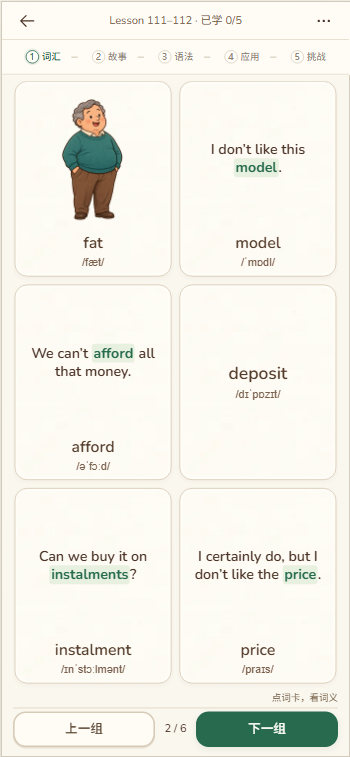 Lesson 111–112 · 已学 0/5
1 词汇 – 2 故事 – 3 语法 – 4 应用 – 5 挑战
fat
/fæt/
I don't like this
model.
model
/ˈmɒdl/
We can't afford all
that money.
afford
/əˈfɔːd/
deposit
/dɪˈpɒzɪt/
Can we buy it on
instalments?
instalment
/ɪnˈstɔːlmənt/
I certainly do, but I
don't like the price.
price
/praɪs/
点词卡，看词义
上一组
2 / 6
下一组